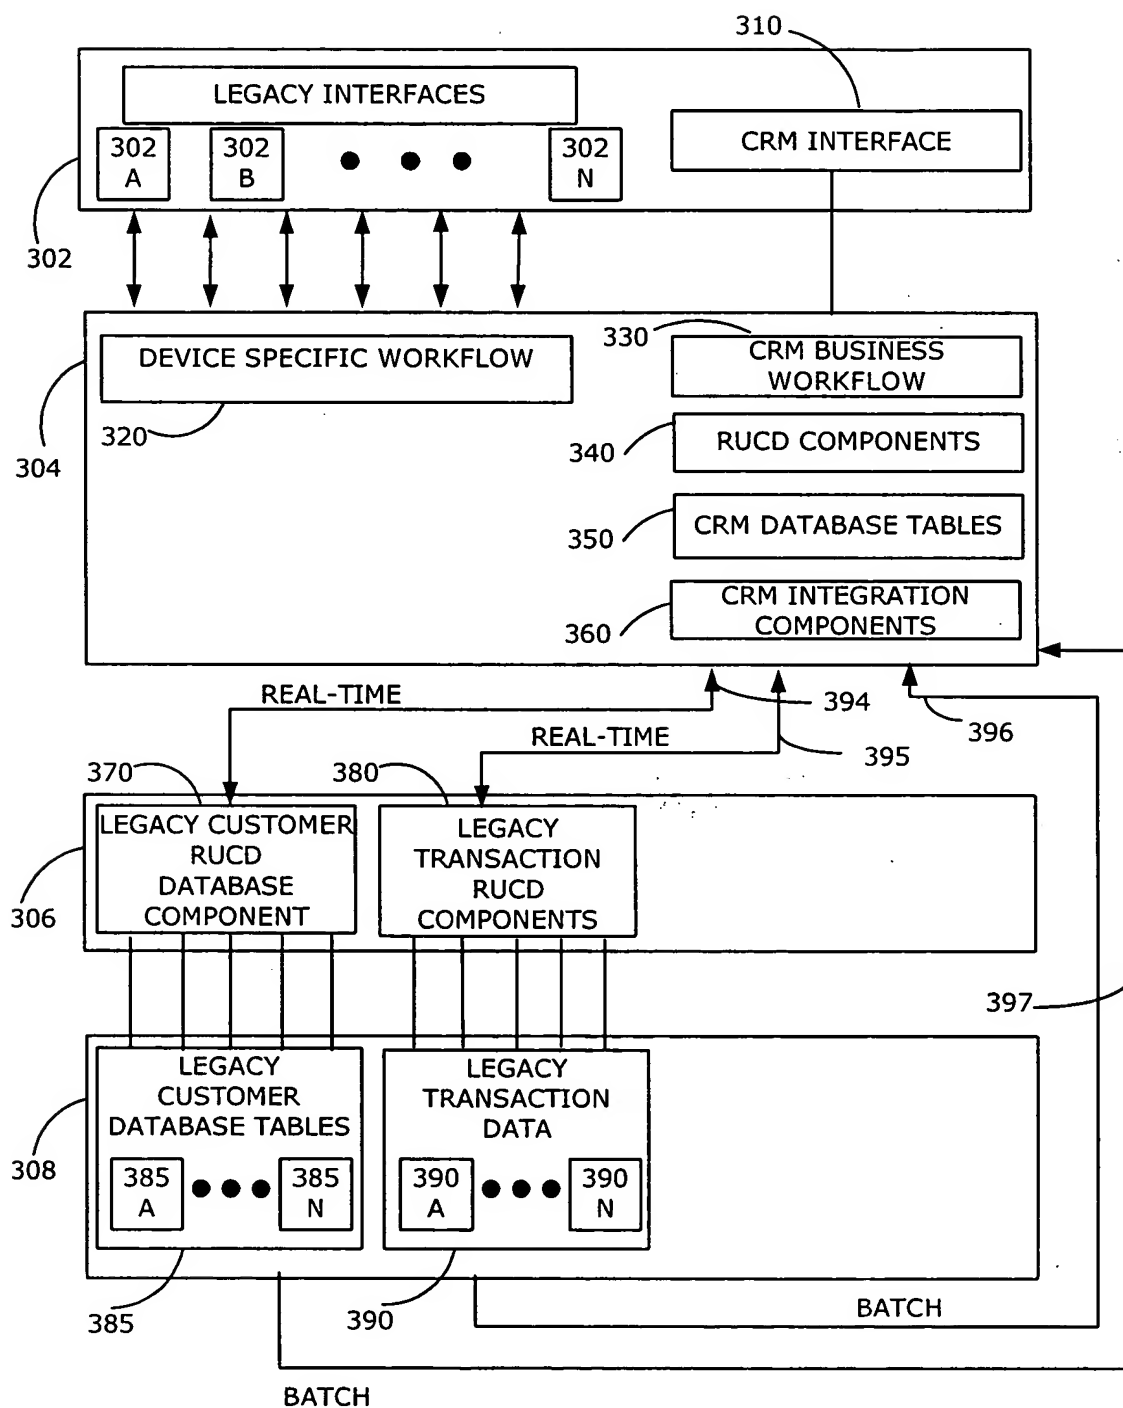 310
LEGACY INTERFACES
CRM INTERFACE
302
A
302
B
302
N
302
330
DEVICE SPECIFIC WORKFLOW
CRM BUSINESS
WORKFLOW
320
304
340
RUCD COMPONENTS
350
CRM DATABASE TABLES
360
CRM INTEGRATION
COMPONENTS
REAL-TIME
394
396
REAL-TIME
395
370
380
LEGACY CUSTOMER
RUCD
DATABASE
COMPONENT
LEGACY
TRANSACTION
RUCD
COMPONENTS
306
397
LEGACY
CUSTOMER
DATABASE TABLES
LEGACY
TRANSACTION
DATA
308
385
A
385
N
390
A
390
N
385
390
BATCH
BATCH